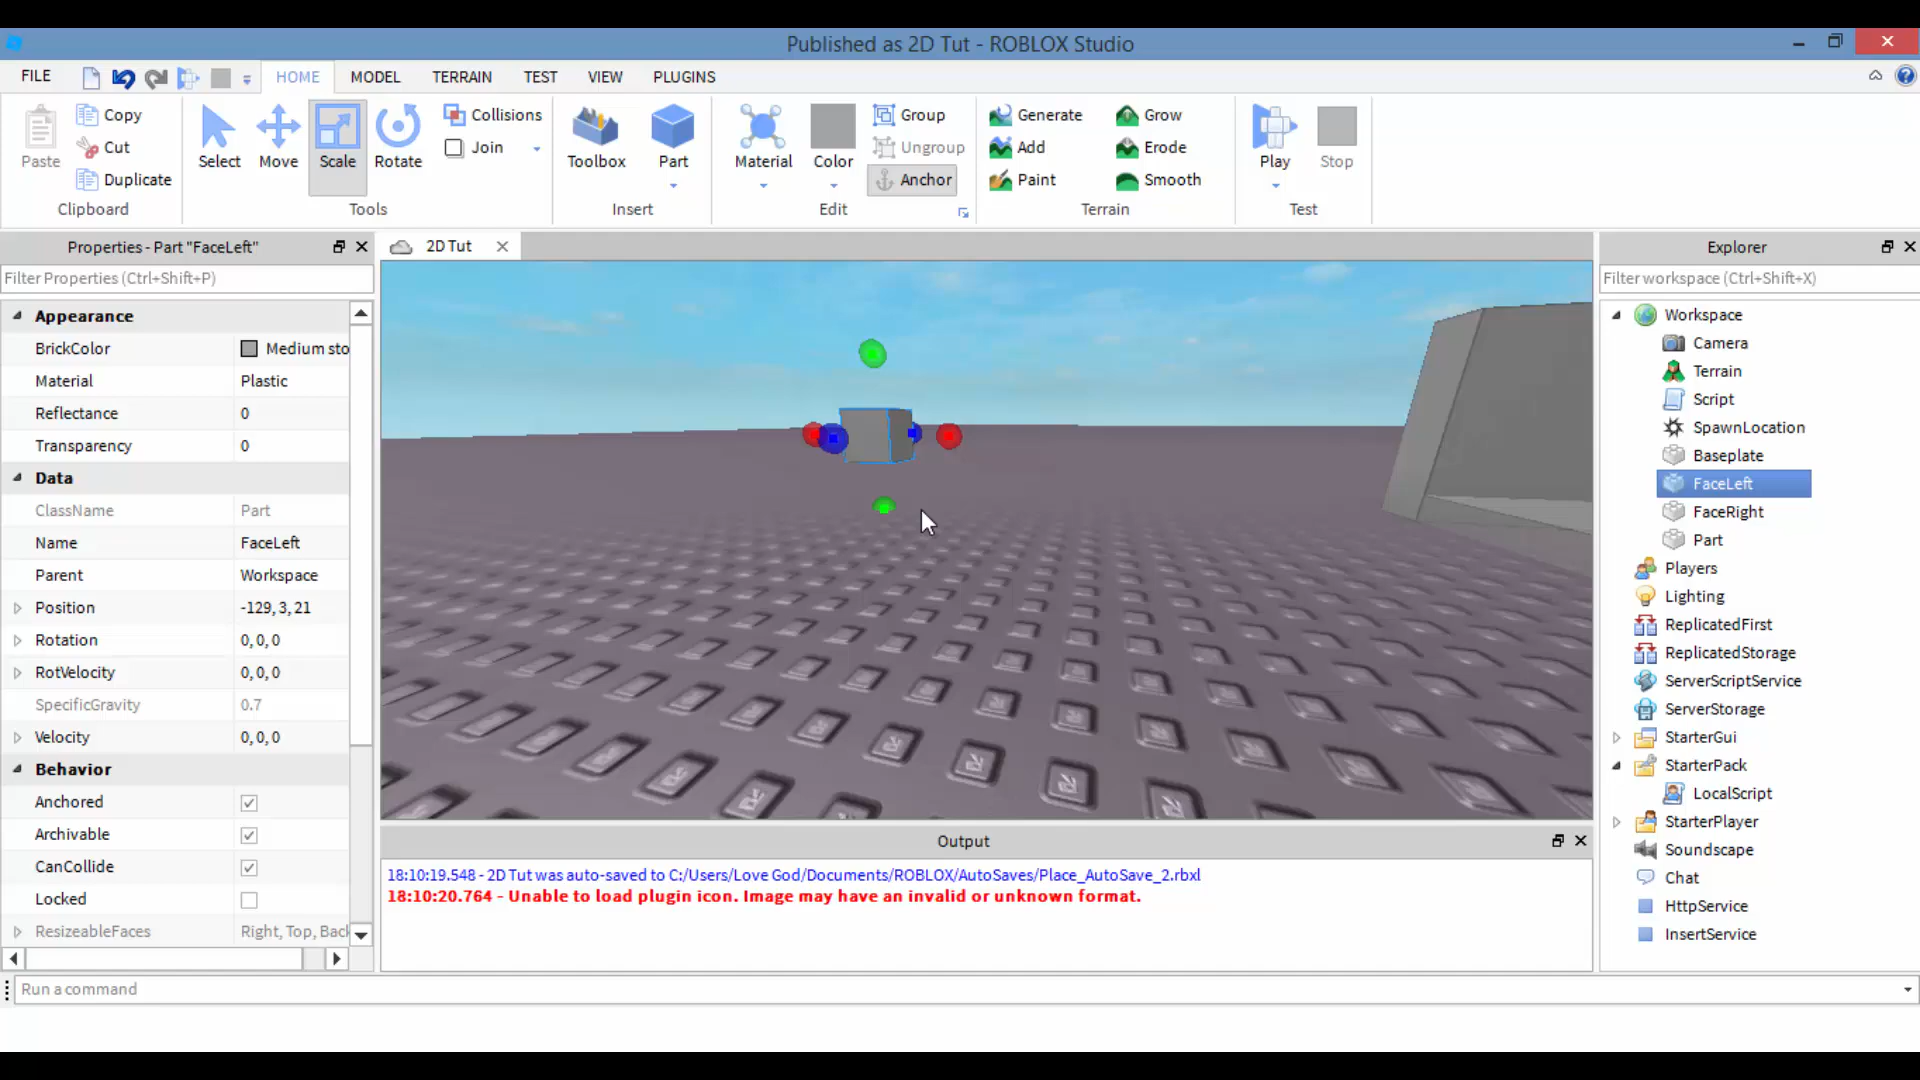 Published as 2D Tut - ROBLOX Studio
FILE HOME MODEL TERRAIN TEST VIEW PLUGINS
Paste
Copy
Cut
Duplicate
Clipboard
Select
Move
Scale
Rotate
Collisions
Join
Tools
Toolbox
Part
Insert
Material
Color
Group
Ungroup
Anchor
Edit
Generate
Add
Paint
Grow
Erode
Smooth
Terrain
Play
Stop
Test
Properties - Part "FaceLeft"
Filter Properties (Ctrl+Shift+P)
Appearance
BrickColor Medium sto
Material Plastic
Reflectance 0
Transparency 0
Data
ClassName Part
Name FaceLeft
Parent Workspace
Position -129, 3, 21
Rotation 0, 0, 0
RotVelocity 0, 0, 0
SpecificGravity 0.7
Velocity 0, 0, 0
Behavior
Anchored
Archivable
CanCollide
Locked
ResizeableFaces Right, Top, Back
2D Tut
Output
18:10:19.548 - 2D Tut was auto-saved to C:/Users/Love God/Documents/ROBLOX/AutoSaves/Place_AutoSave_2.rbxl
18:10:20.764 - Unable to load plugin icon. Image may have an invalid or unknown format.
Explorer
Filter workspace (Ctrl+Shift+X)
Workspace
Camera
Terrain
Script
SpawnLocation
Baseplate
FaceLeft
FaceRight
Part
Players
Lighting
ReplicatedFirst
ReplicatedStorage
ServerScriptService
ServerStorage
StarterGui
StarterPack
LocalScript
StarterPlayer
Soundscape
Chat
HttpService
InsertService
Run a command